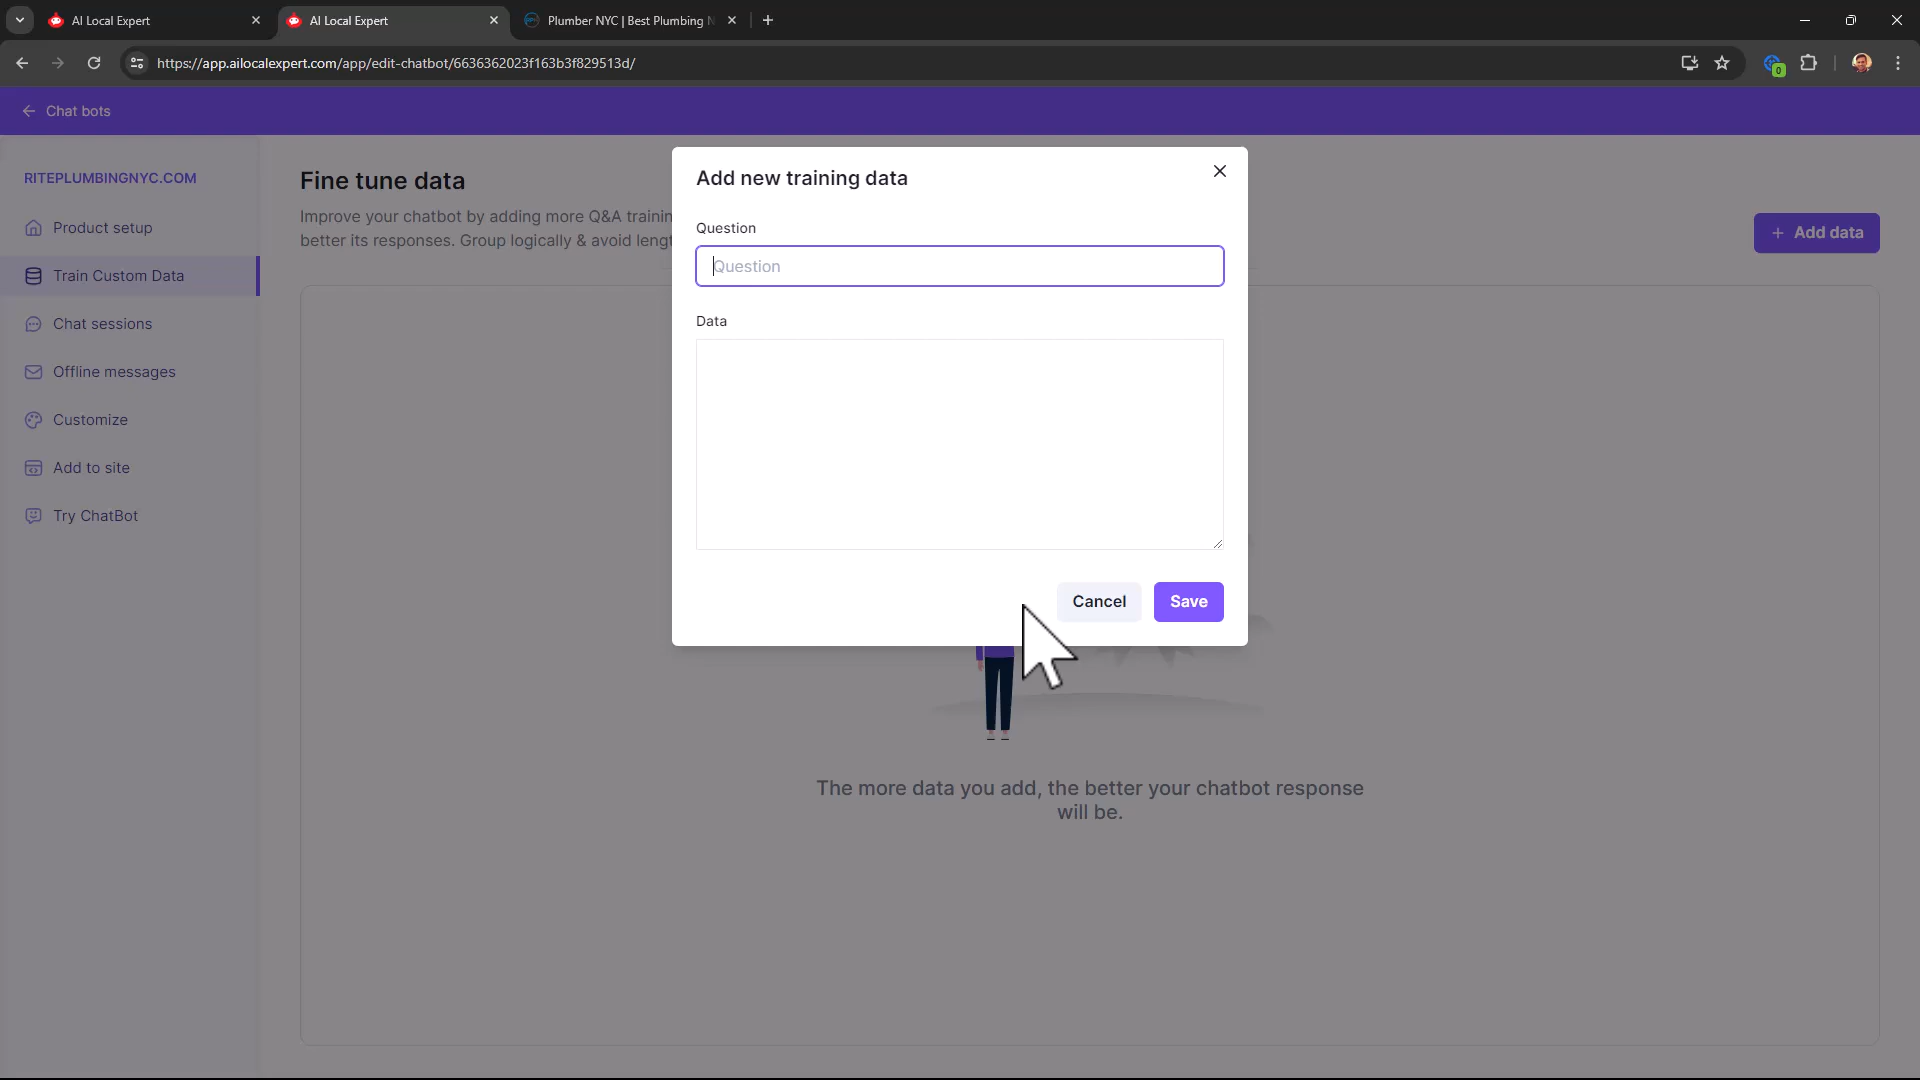 AI Local Expert
AI Local Expert
Plumber NYC | Best Plumbing N
https://app.ailocalexpert.com/app/edit-chatbot/6636362023f163b3f829513d/
0
Chat bots
RITEPLUMBINGNYC.COM
Product setup
Train Custom Data
Chat sessions
Offline messages
Customize
Add to site
Try ChatBot
Fine tune data
Improve your chatbot by adding more Q&A trainin
better its responses. Group logically & avoid lengt
+ Add data
Add new training data
Question
Question
Data
Cancel
Save
The more data you add, the better your chatbot response
will be.